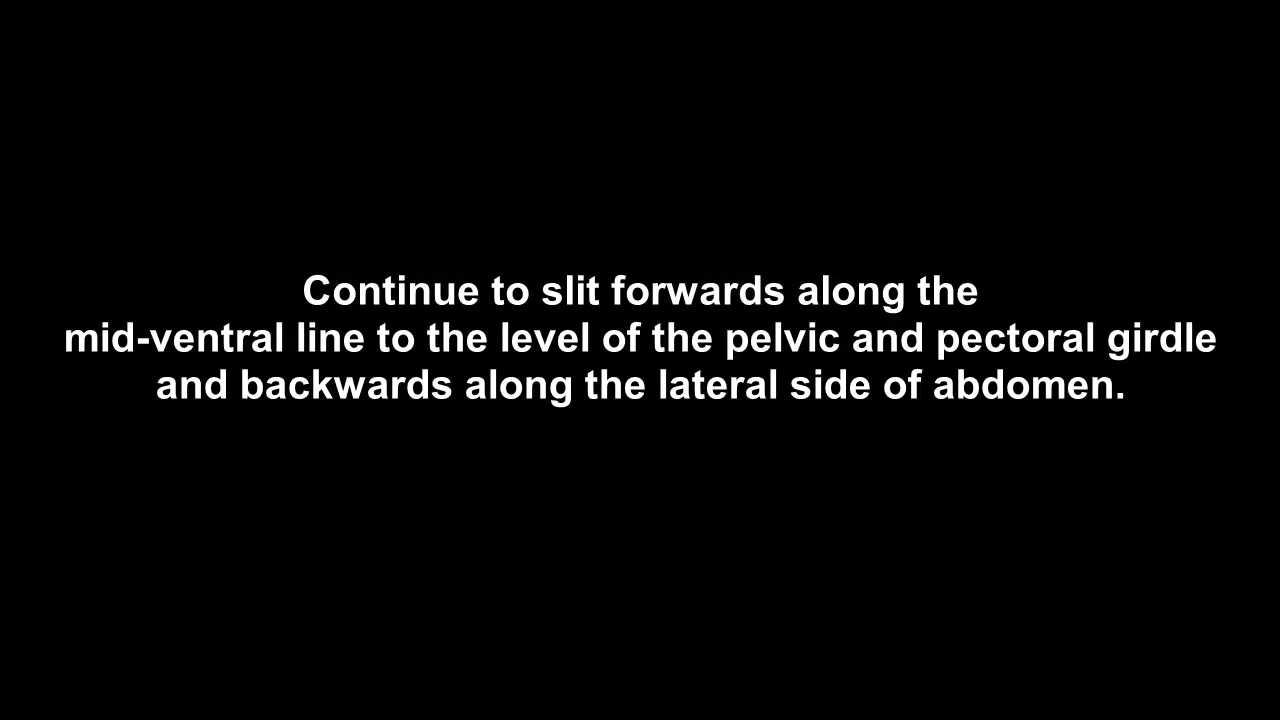 Continue to slit forwards along the
mid-ventral line to the level of the pelvic and pectoral girdle
and backwards along the lateral side of abdomen.